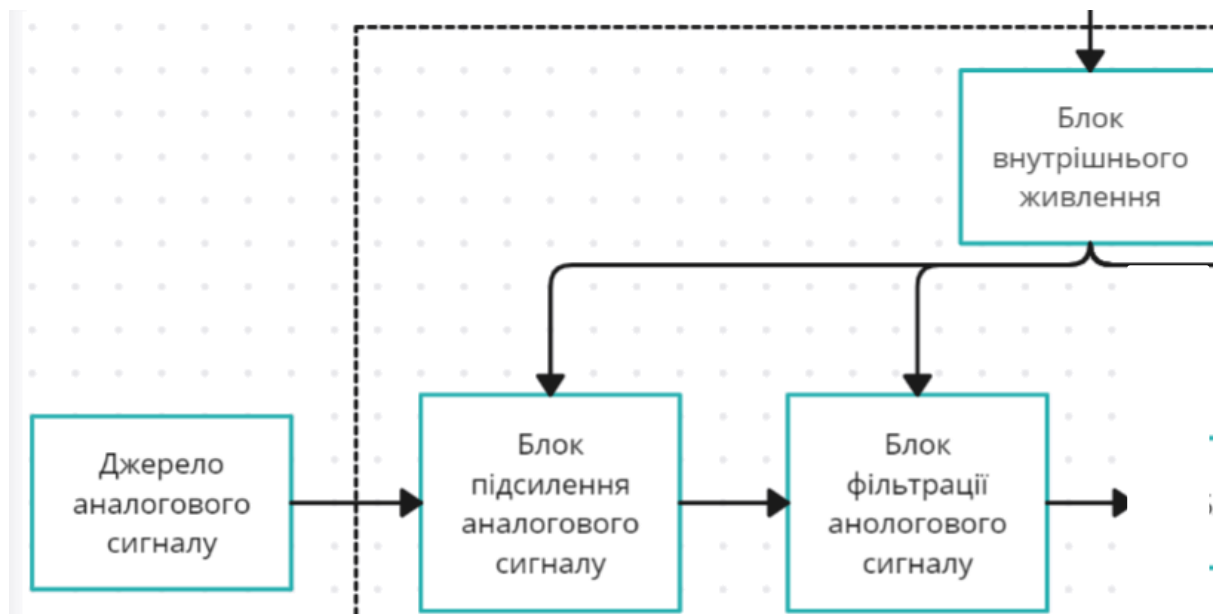 Блок
внутрішнього
живлення
Джерело
аналогового
сигналу
Блок
підсилення
аналогового
сигналу
Блок
фільтрації
анологового
сигналу